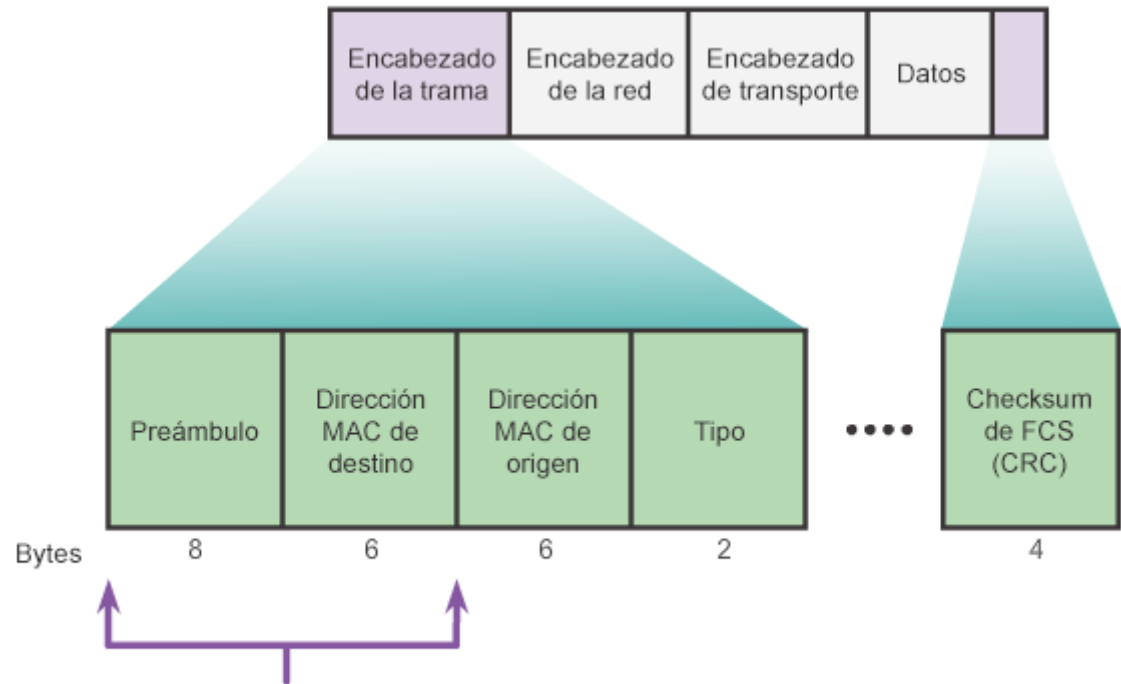 Encabezado
de la trama
Encabezado
de la red
Encabezado
de transporte
Datos
Preámbulo
Dirección
MAC de
destino
Dirección
MAC de
origen
Tipo
Checksum
de FCS
(CRC)
Bytes
8
6
6
2
4